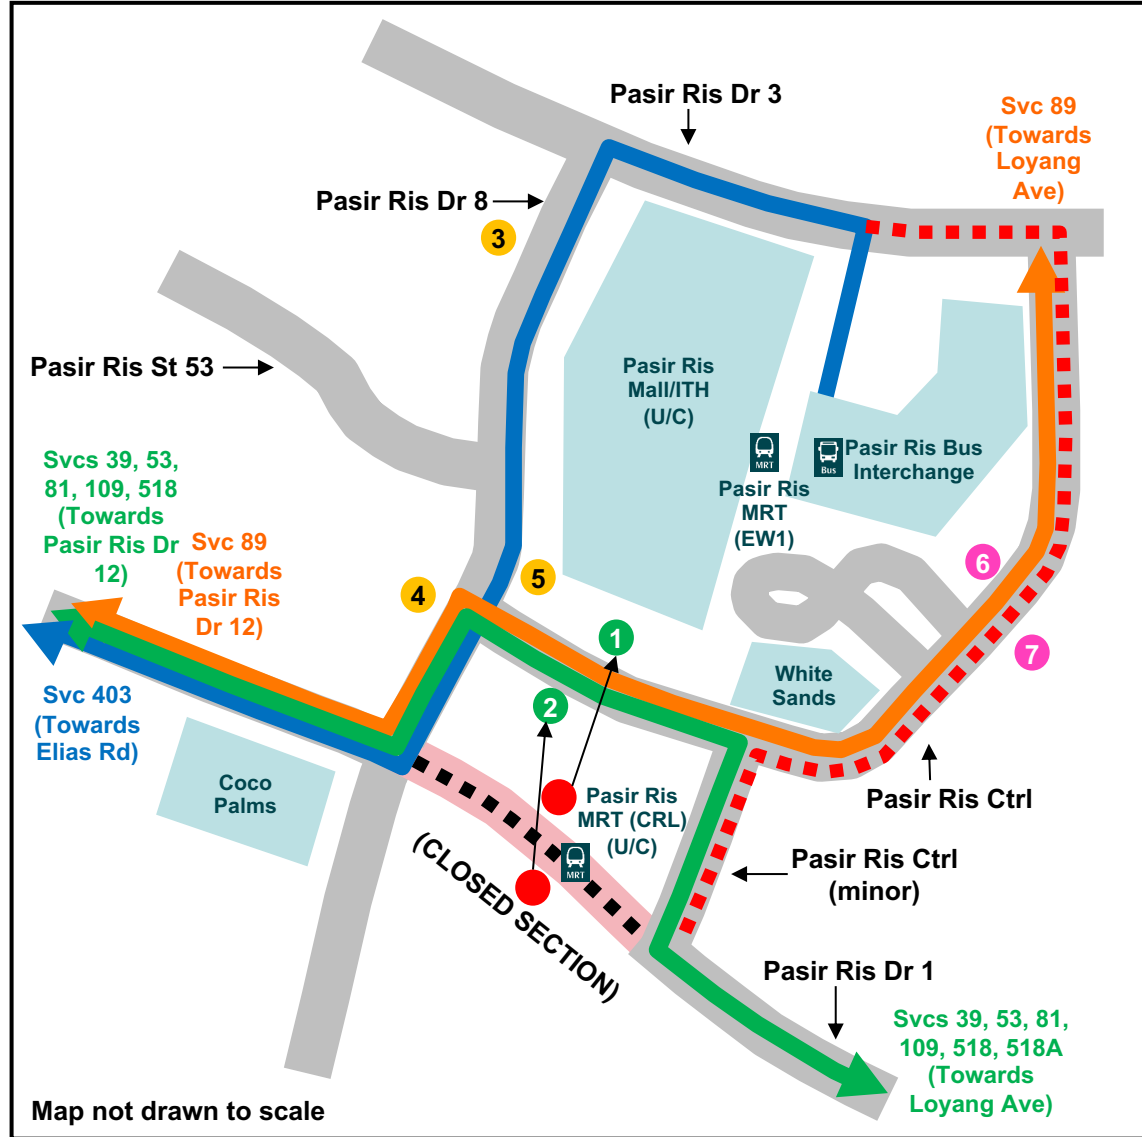 Pasir Ris Dr 3
Svc 89
(Towards
Loyang
Ave)
Pasir Ris Dr 8
3
Pasir Ris St 53
Pasir Ris
Mall/ITH
(U/C)
MRT
Pasir Ris
MRT
(EW1)
Bus
Pasir Ris Bus
Interchange
Svcs 39, 53,
81, 109, 518
(Towards
Pasir Ris Dr
12)
Svc 89
(Towards
Pasir Ris
Dr 12)
4
5
6
7
1
2
White
Sands
Svc 403
(Towards
Elias Rd)
Coco
Palms
Pasir Ris
MRT (CRL)
(U/C)
MRT
(CLOSED SECTION)
Pasir Ris Ctrl
Pasir Ris Ctrl
(minor)
Pasir Ris Dr 1
Svcs 39, 53, 81,
109, 518, 518A
(Towards
Loyang Ave)
Map not drawn to scale